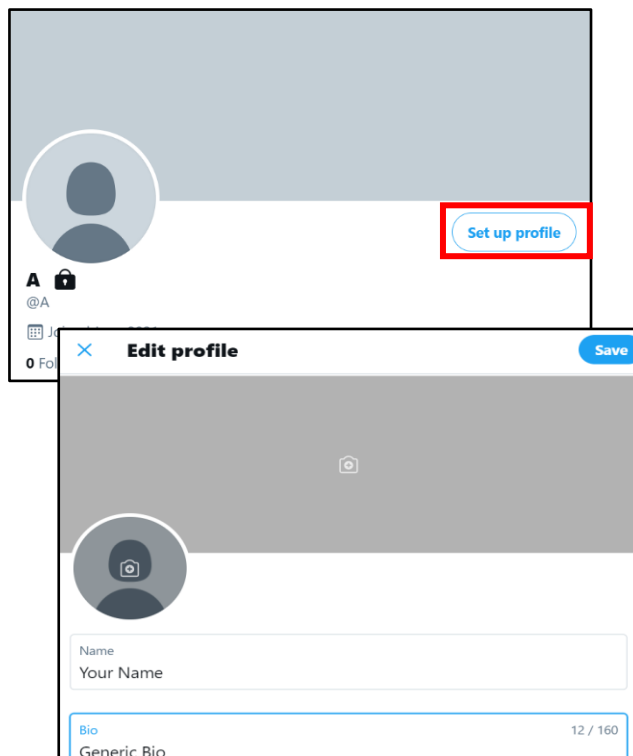 Set up profile
A
@A
0 Fol
Edit profile
Save
Name
Your Name
Bio
12 / 160
Generic Bio